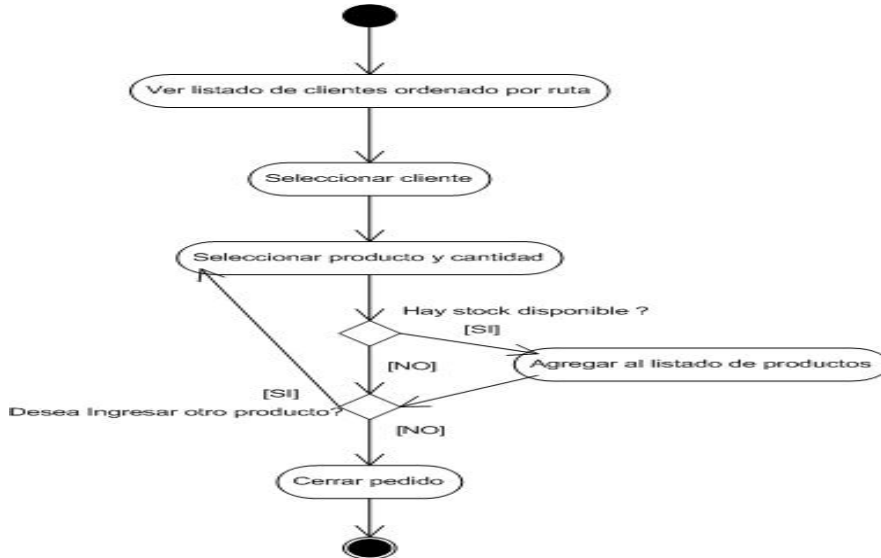 Ver listado de clientes ordenado por ruta
Seleccionar cliente
Seleccionar producto y cantidad
Hay stock disponible ?
[SI]
[NO]
Agregar al listado de productos
[SI]
Desea Ingresar otro producto?
[NO]
Cerrar pedido